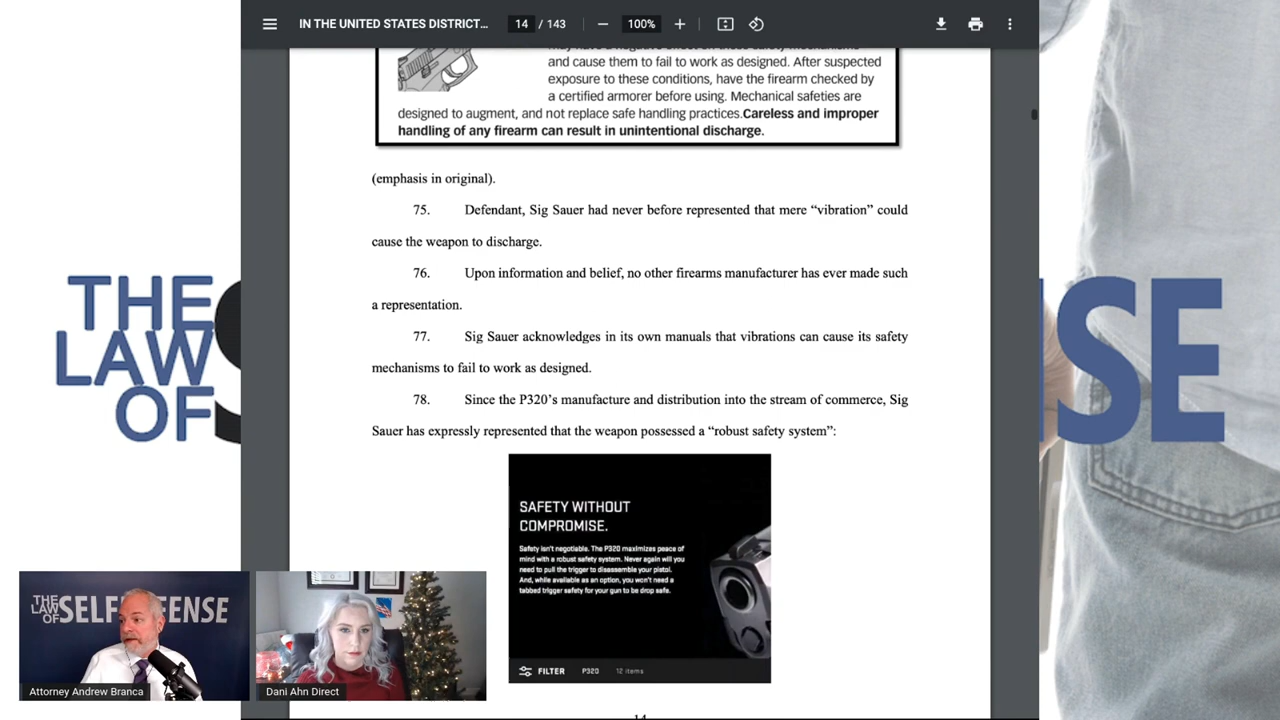 IN THE UNITED STATES DISTRICT... 14 / 143 100%
and cause them to fail to work as designed. After suspected
exposure to these conditions, have the firearm checked by
a certified armorer before using. Mechanical safeties are
designed to augment, and not replace safe handling practices.Careless and improper
handling of any firearm can result in unintentional discharge.
(emphasis in original).
75. Defendant, Sig Sauer had never before represented that mere “vibration” could
cause the weapon to discharge.
76. Upon information and belief, no other firearms manufacturer has ever made such
a representation.
77. Sig Sauer acknowledges in its own manuals that vibrations can cause its safety
mechanisms to fail to work as designed.
78. Since the P320’s manufacture and distribution into the stream of commerce, Sig
Sauer has expressly represented that the weapon possessed a “robust safety system”:
SAFETY WITHOUT
COMPROMISE.
Safety isn't negotiable. The P320 maximizes peace of
mind with a robust safety system. Never again will you
need to pull the trigger to disassemble your pistol.
And, while available as an option, you won't need a
tabbed trigger safety for your gun to be drop safe.
FILTER P320 12 items
THE
LAW
OF
SE
THE
LAW
OF SELF DEFENSE
Attorney Andrew Branca
Dani Ahn Direct